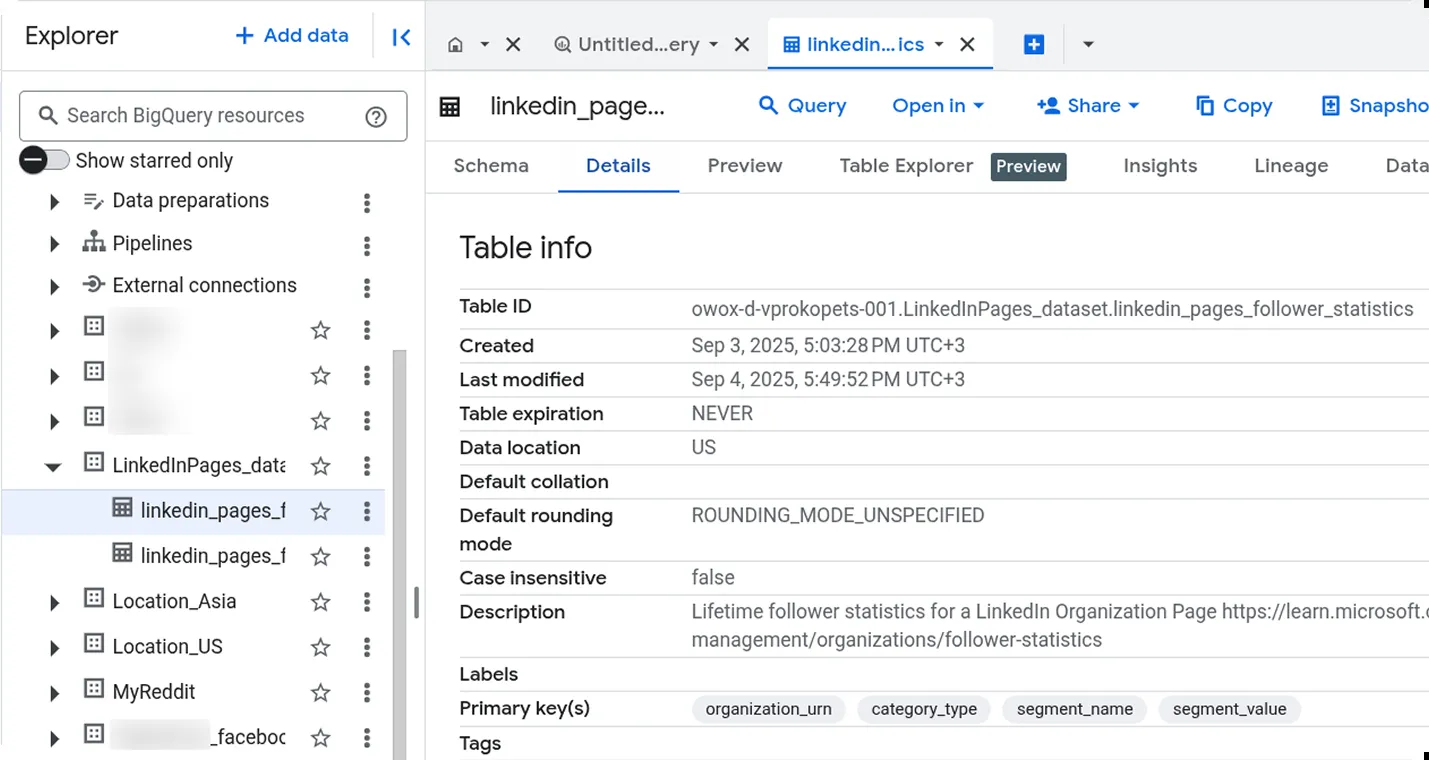 Explorer
Add data
Search BigQuery resources
Show starred only
Data preparations
Pipelines
External connections
LinkedInPages_data
linkedin_pages_f
linkedin_pages_f
Location_Asia
Location_US
MyReddit
_faceboo
Untitled...ery
linkedin...ics
linkedin_page...
Query
Open in
Share
Copy
Snapsho
Schema
Details
Preview
Table Explorer Preview
Insights
Lineage
Data
Table info
Table ID owox-d-vprokopets-001.LinkedInPages_dataset.linkedin_pages_follower_statistics
Created Sep 3, 2025, 5:03:28 PM UTC+3
Last modified Sep 4, 2025, 5:49:52 PM UTC+3
Table expiration NEVER
Data location US
Default collation
Default rounding ROUNDING_MODE_UNSPECIFIED
mode
Case insensitive false
Description Lifetime follower statistics for a LinkedIn Organization Page https://learn.microsoft.c
management/organizations/follower-statistics
Labels
Primary key(s) organization_urn category_type segment_name segment_value
Tags